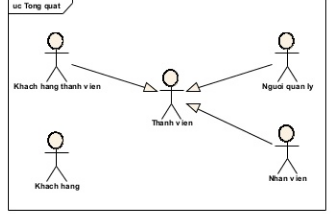 uc Tong quat
Khach hang thanh vien
Nguoi quan ly
Thanh vien
Khach hang
Nhan vien